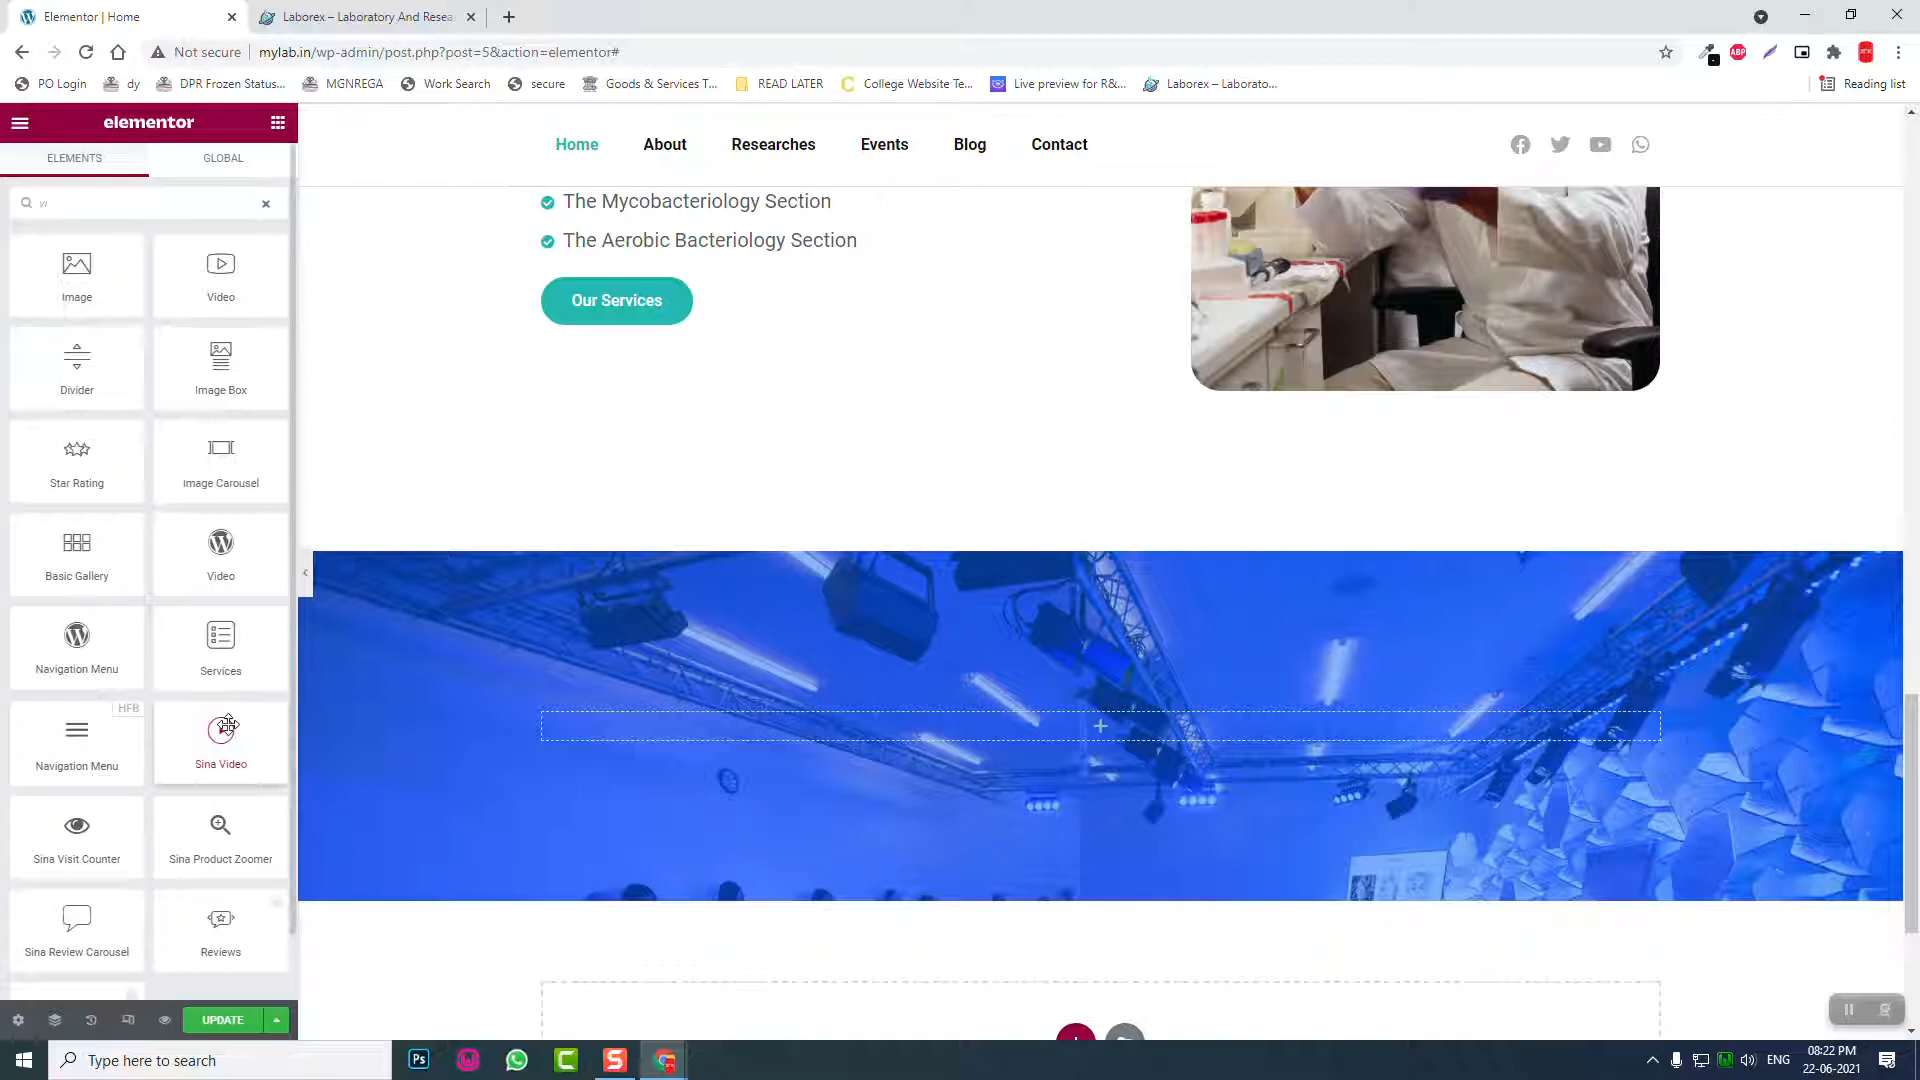 Elementor | Home
Laborex – Laboratory And Resea
Not secure
mylab.in/wp-admin/post.php?post=5&action=elementor#
ABP
PO Login
dy
DPR Frozen Status...
MGNREGA
Work Search
secure
Goods & Services T...
READ LATER
College Website Te...
Live preview for R&...
Laborex – Laborato...
Reading list
elementor
ELEMENTS
GLOBAL
vi
Image
Video
Divider
Image Box
Star Rating
Image Carousel
Basic Gallery
Video
Navigation Menu
Services
HFB
Navigation Menu
Sina Video
Sina Visit Counter
Sina Product Zoomer
Sina Review Carousel
Reviews
UPDATE
Home
About
Researches
Events
Blog
Contact
The Mycobacteriology Section
The Aerobic Bacteriology Section
Our Services
Type here to search
Ps
ENG
08:22 PM
22-06-2021